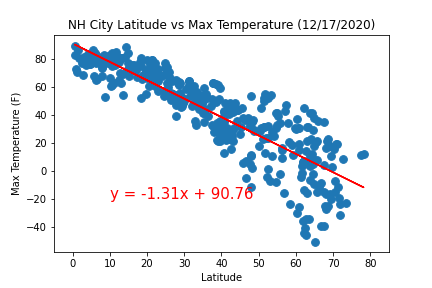 NH City Latitude vs Max Temperature (12/17/2020)
Max Temperature (F)
80
60
40
20
0
−20
−40
y = -1.31x + 90.76
0 10 20 30 40 50 60 70 80
Latitude